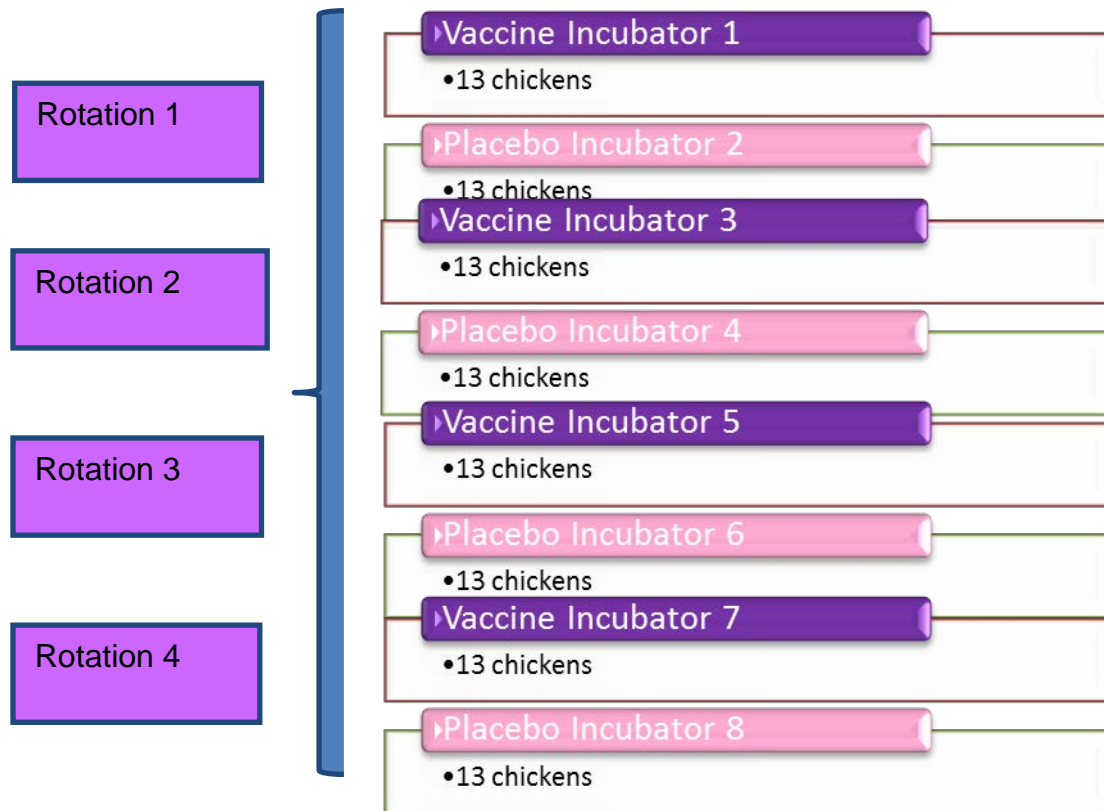 Rotation 1
Rotation 2
Rotation 3
Rotation 4
Vaccine Incubator 1
•13 chickens
Placebo Incubator 2
•13 chickens
Vaccine Incubator 3
•13 chickens
Placebo Incubator 4
•13 chickens
Vaccine Incubator 5
•13 chickens
Placebo Incubator 6
•13 chickens
Vaccine Incubator 7
•13 chickens
Placebo Incubator 8
•13 chickens